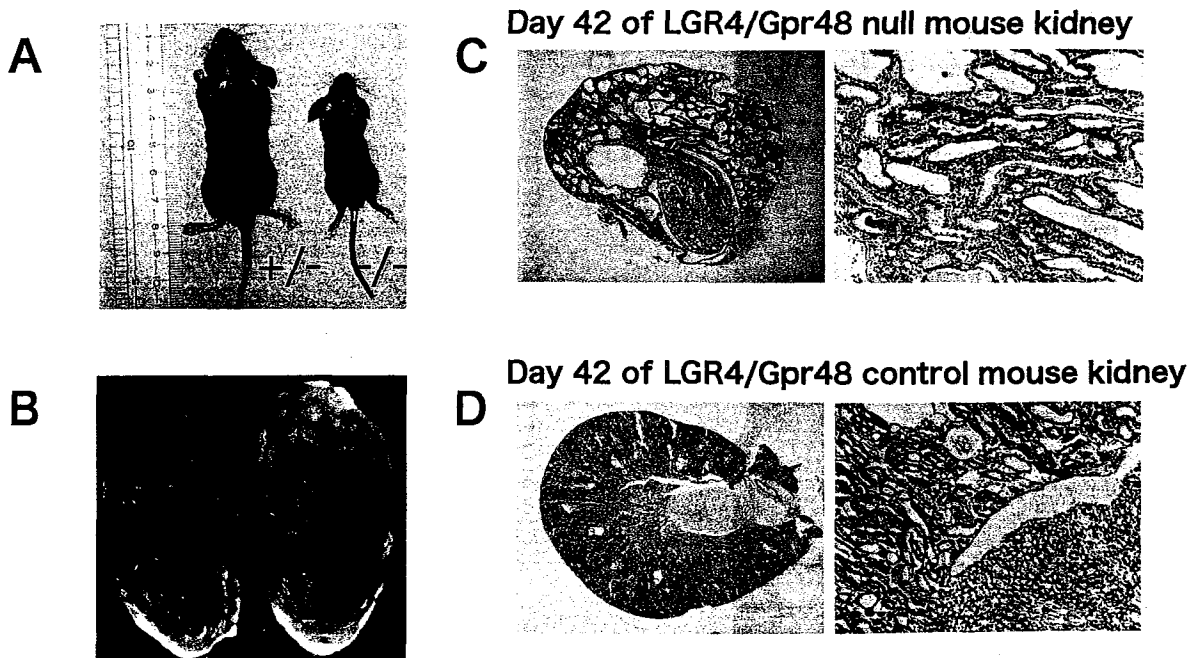 A
+/-
-/-
B
C
Day 42 of LGR4/Gpr48 null mouse kidney
D
Day 42 of LGR4/Gpr48 control mouse kidney